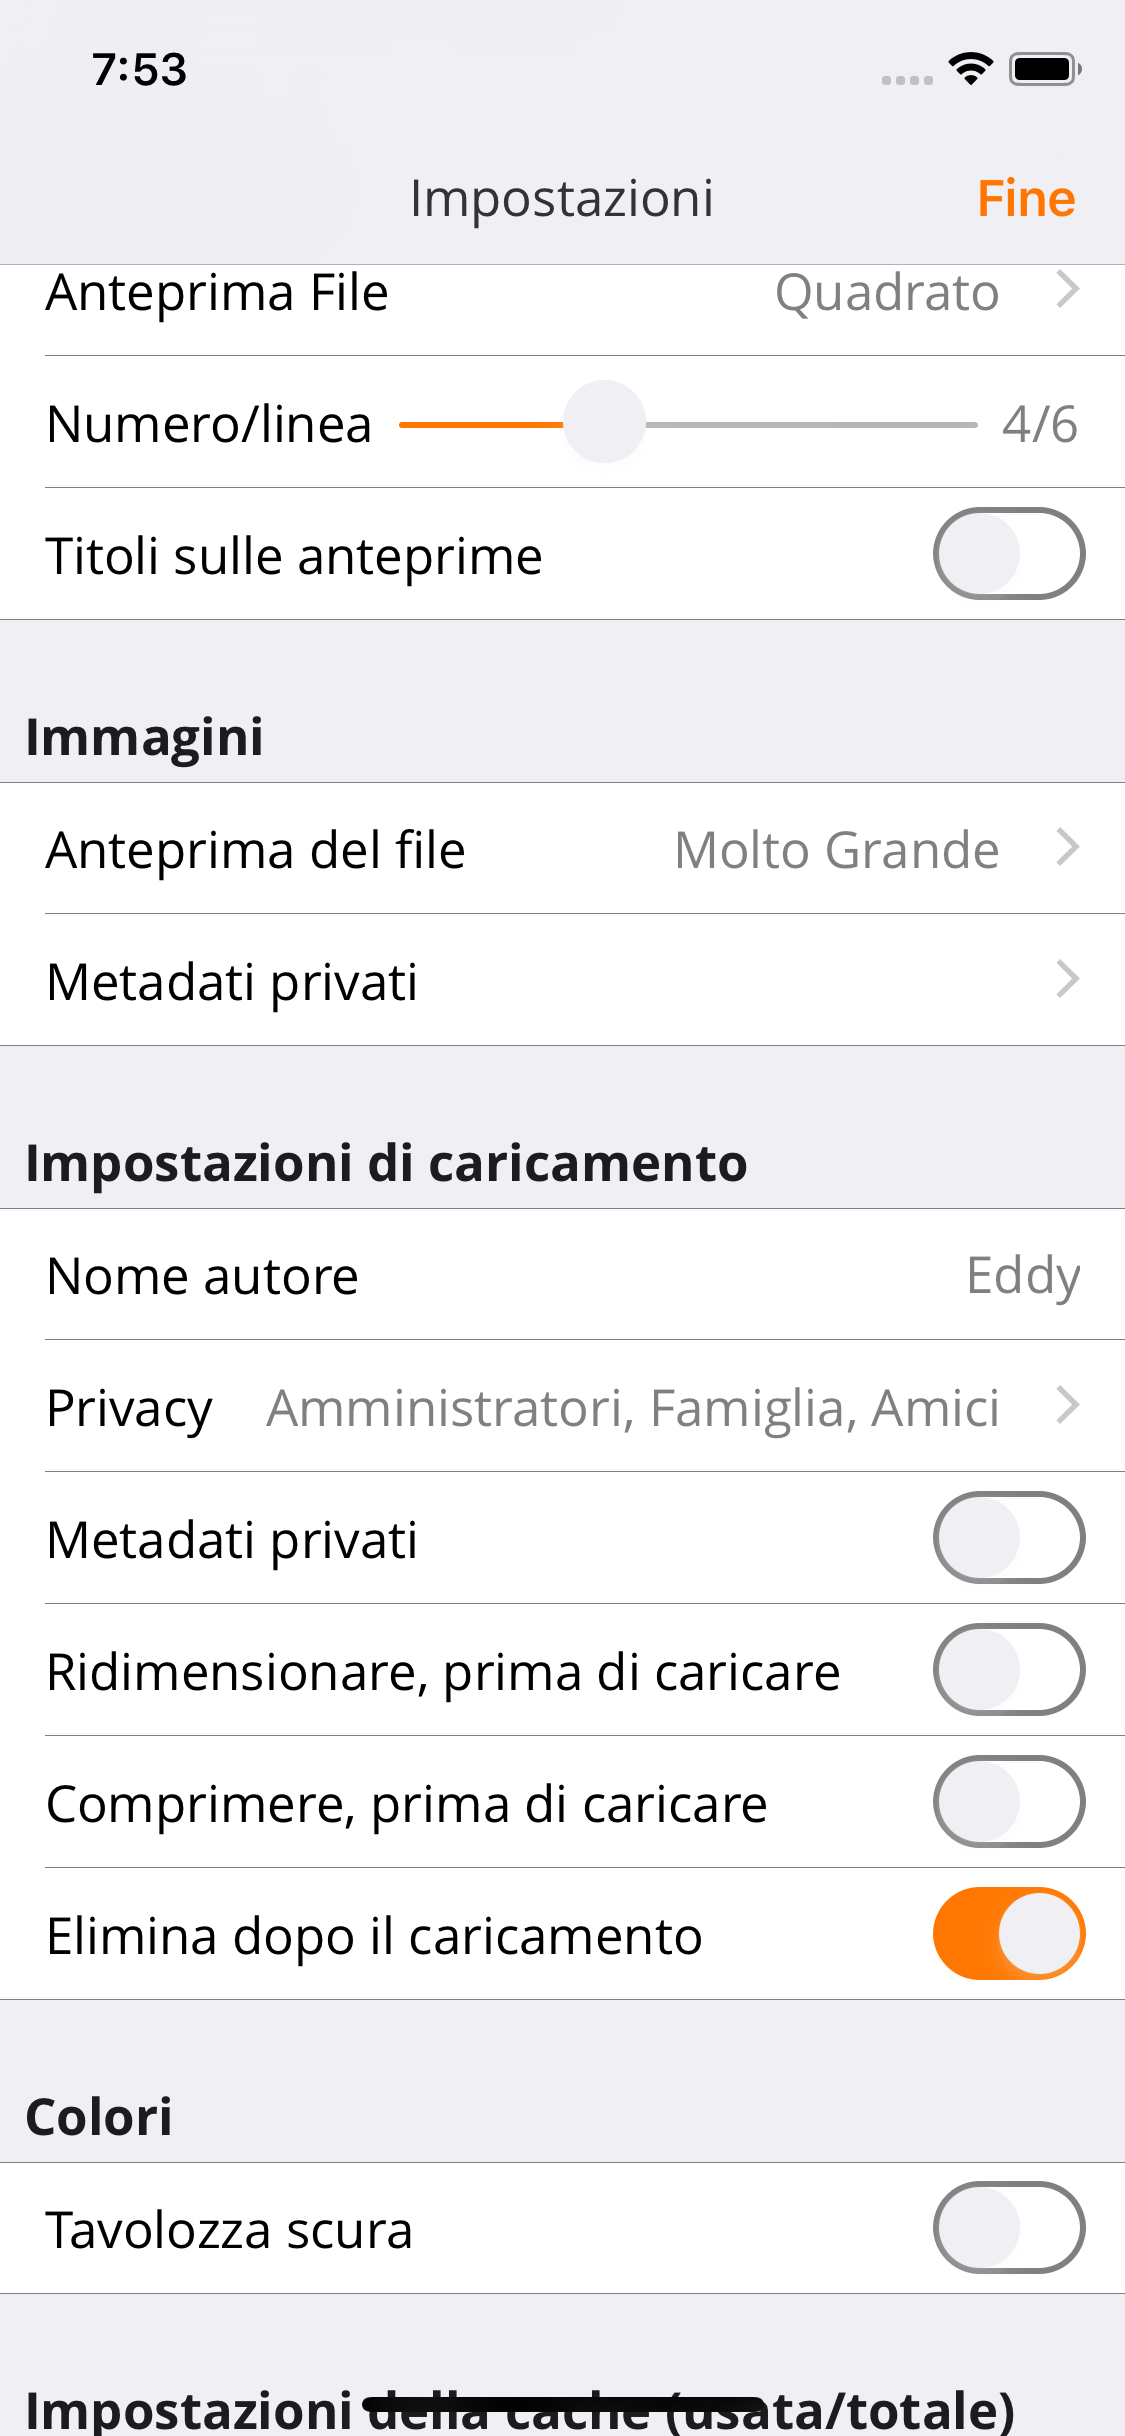 7:53
Impostazioni
Fine
Anteprima File Quadrato
Numero/linea 4/6
Titoli sulle anteprime
Immagini
Anteprima del file Molto Grande
Metadati privati
Impostazioni di caricamento
Nome autore Eddy
Privacy Amministratori, Famiglia, Amici
Metadati privati
Ridimensionare, prima di caricare
Comprimere, prima di caricare
Elimina dopo il caricamento
Colori
Tavolozza scura
Impostazioni della cache (usata/totale)